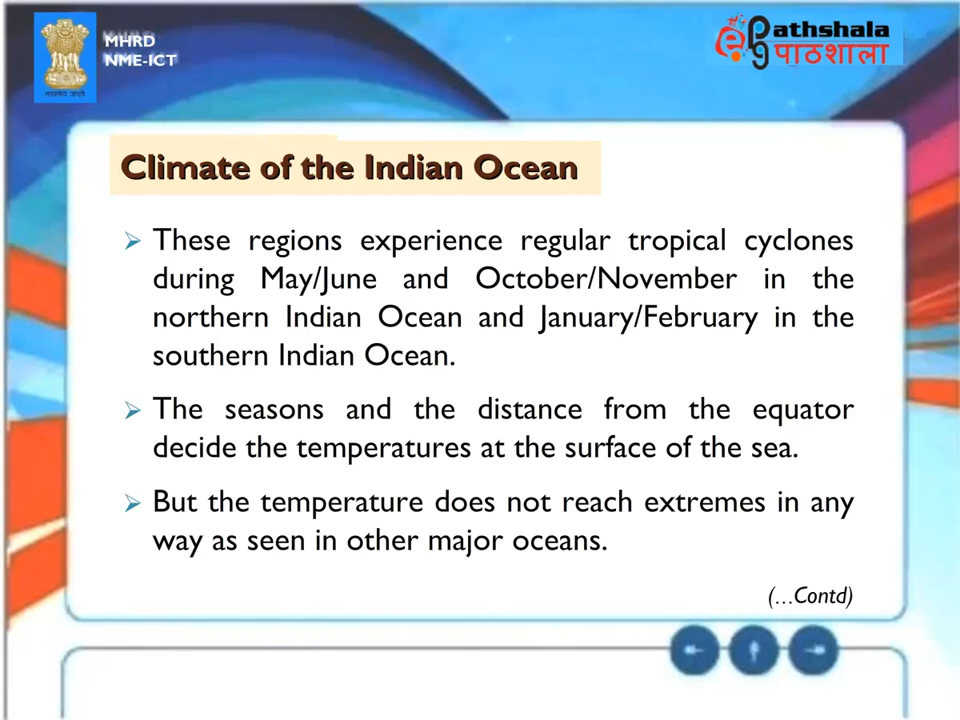 MHRD
NME-ICT
athshala
पाठशाला
Climate of the Indian Ocean
These regions experience regular tropical cyclones
during May/June and October/November in the
northern Indian Ocean and January/February in the
southern Indian Ocean.
The seasons and the distance from the equator
decide the temperatures at the surface of the sea.
But the temperature does not reach extremes in any
way as seen in other major oceans.
(...Contd)